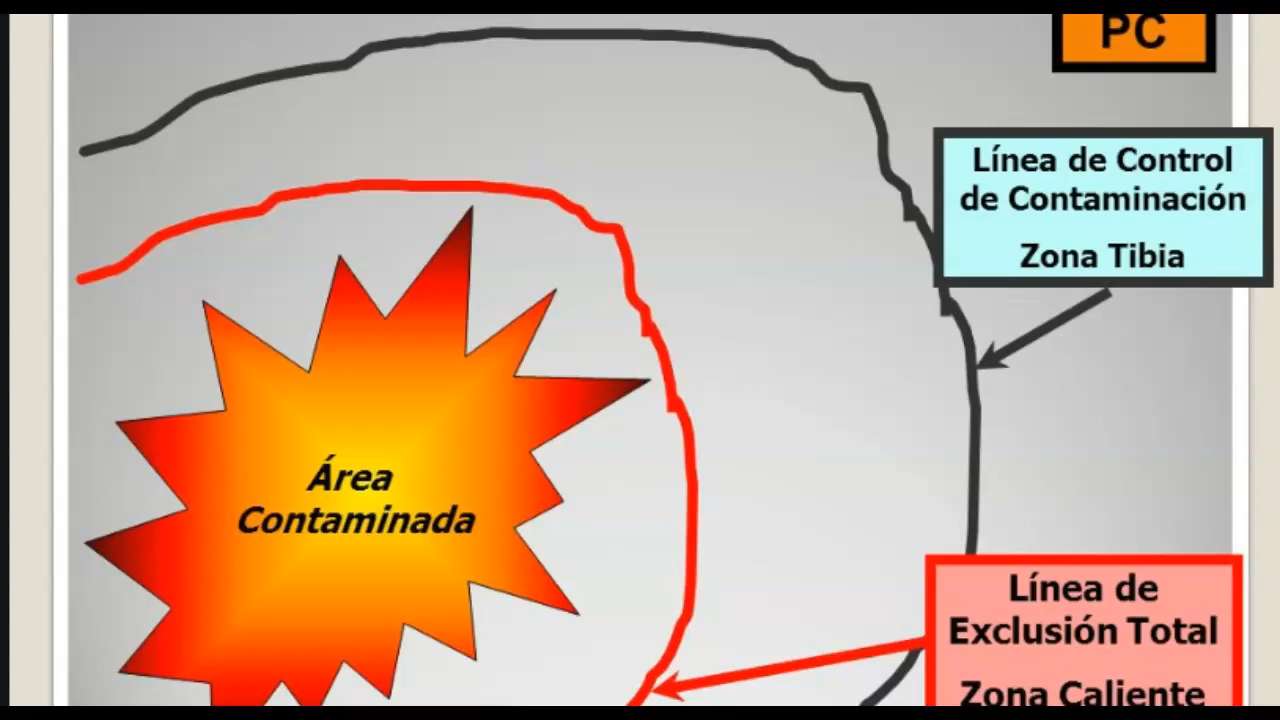 PC
Línea de Control
de Contaminación
Zona Tibia
Área
Contaminada
Línea de
Exclusión Total
Zona Caliente